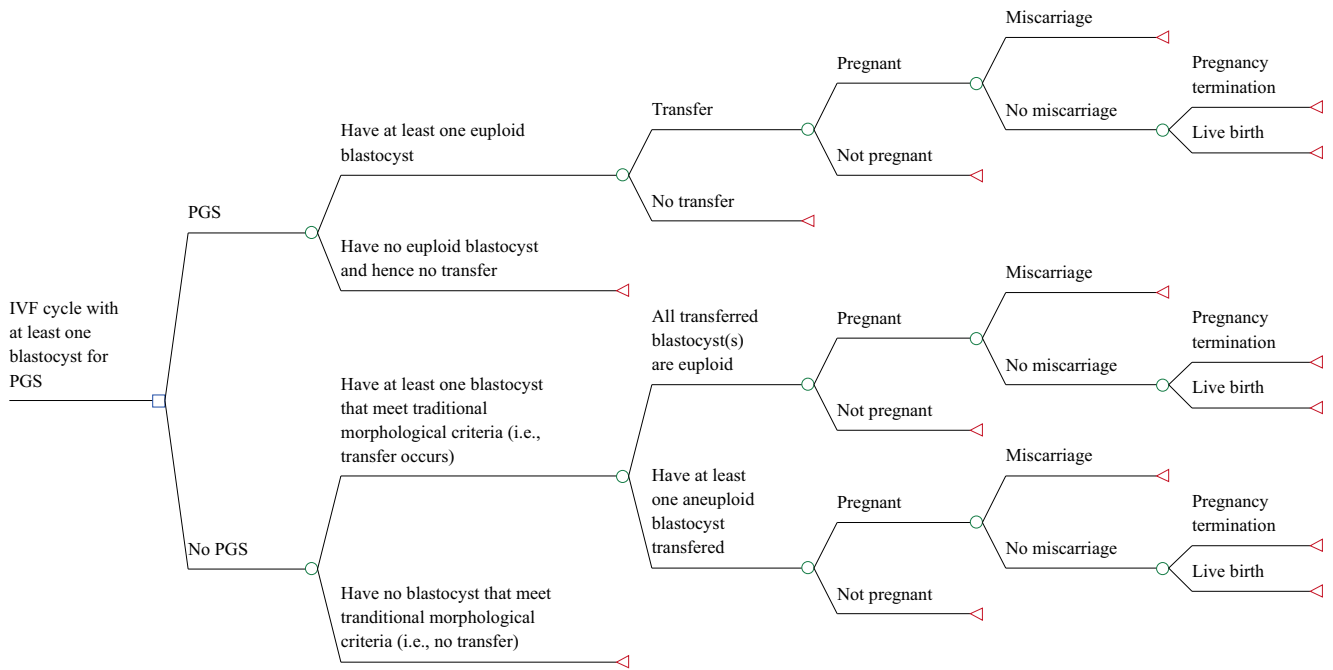 Miscarriage
Pregnant
Pregnancy
termination
Transfer
No miscarriage
Have at least one euploid
blastocyst
Live birth
Not pregnant
No transfer
PGS
Have no euploid blastocyst
and hence no transfer
Miscarriage
IVF cycle with
at least one
blastocyst for
PGS
All transferred
blastocyst(s)
are euploid
Pregnant
Pregnancy
termination
No miscarriage
Have at least one blastocyst
that meet traditional
morphological criteria (i.e.,
transfer occurs)
Live birth
Not pregnant
Miscarriage
Have at least
one aneuploid
blastocyst
transfered
Pregnant
Pregnancy
termination
No PGS
No miscarriage
Live birth
Have no blastocyst that meet
tranditional morphological
criteria (i.e., no transfer)
Not pregnant